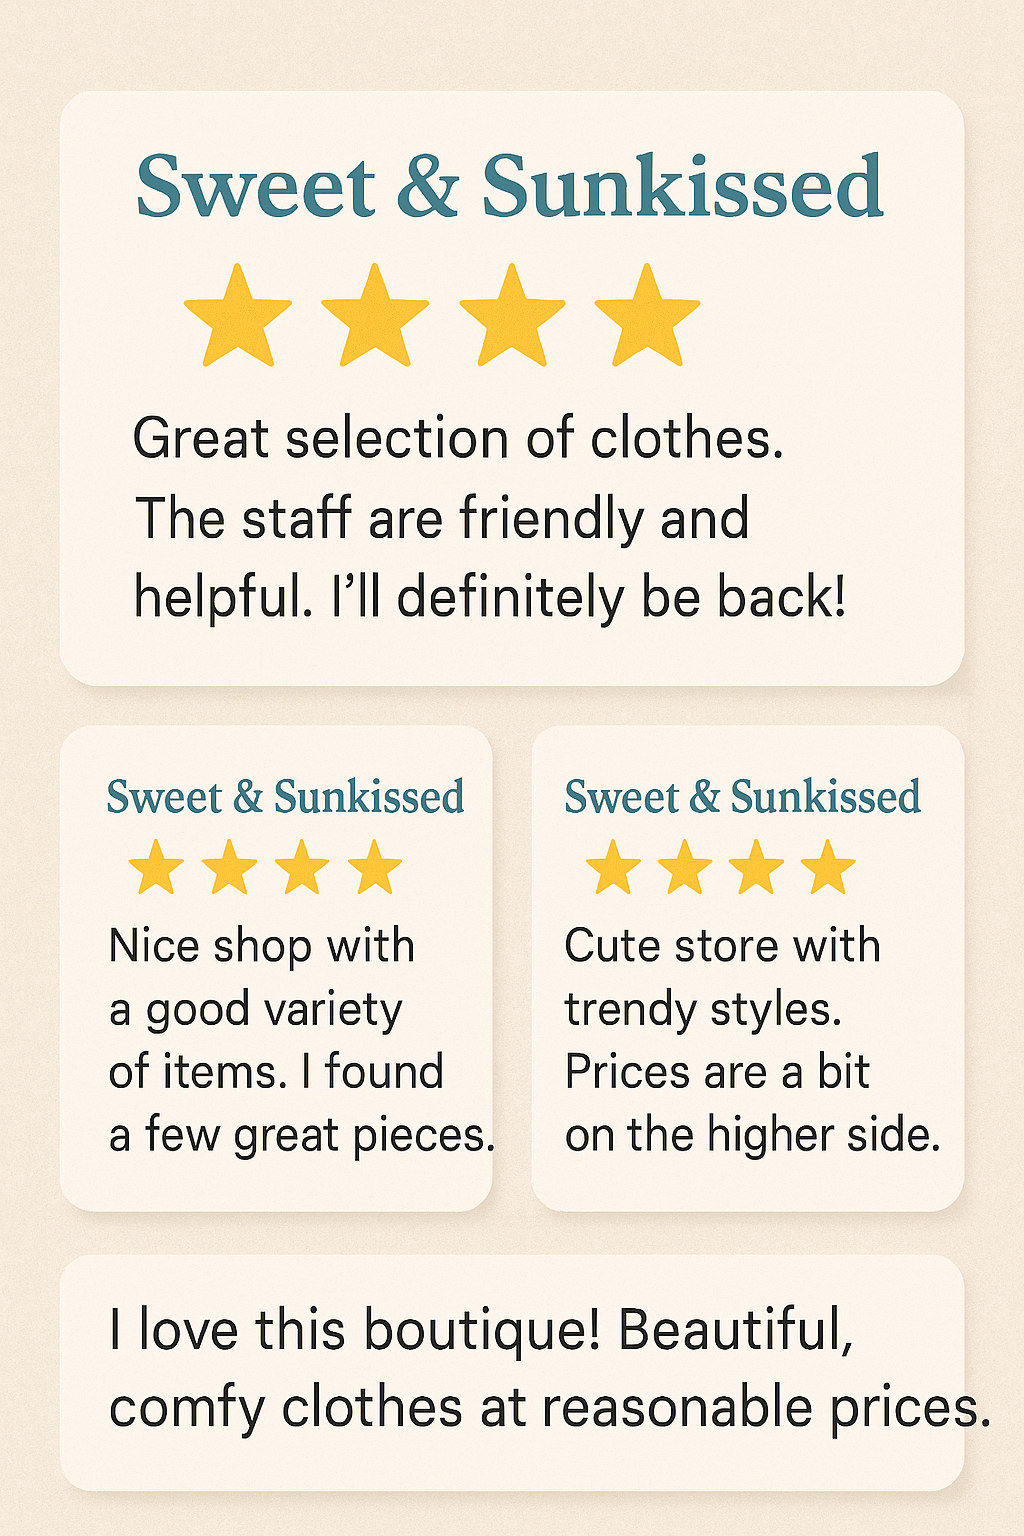 Sweet & Sunkissed
Great selection of clothes.
The staff are friendly and
helpful. I’ll definitely be back!
Sweet & Sunkissed
Nice shop with
a good variety
of items. I found
a few great pieces.
Sweet & Sunkissed
Cute store with
trendy styles.
Prices are a bit
on the higher side.
I love this boutique! Beautiful,
comfy clothes at reasonable prices.